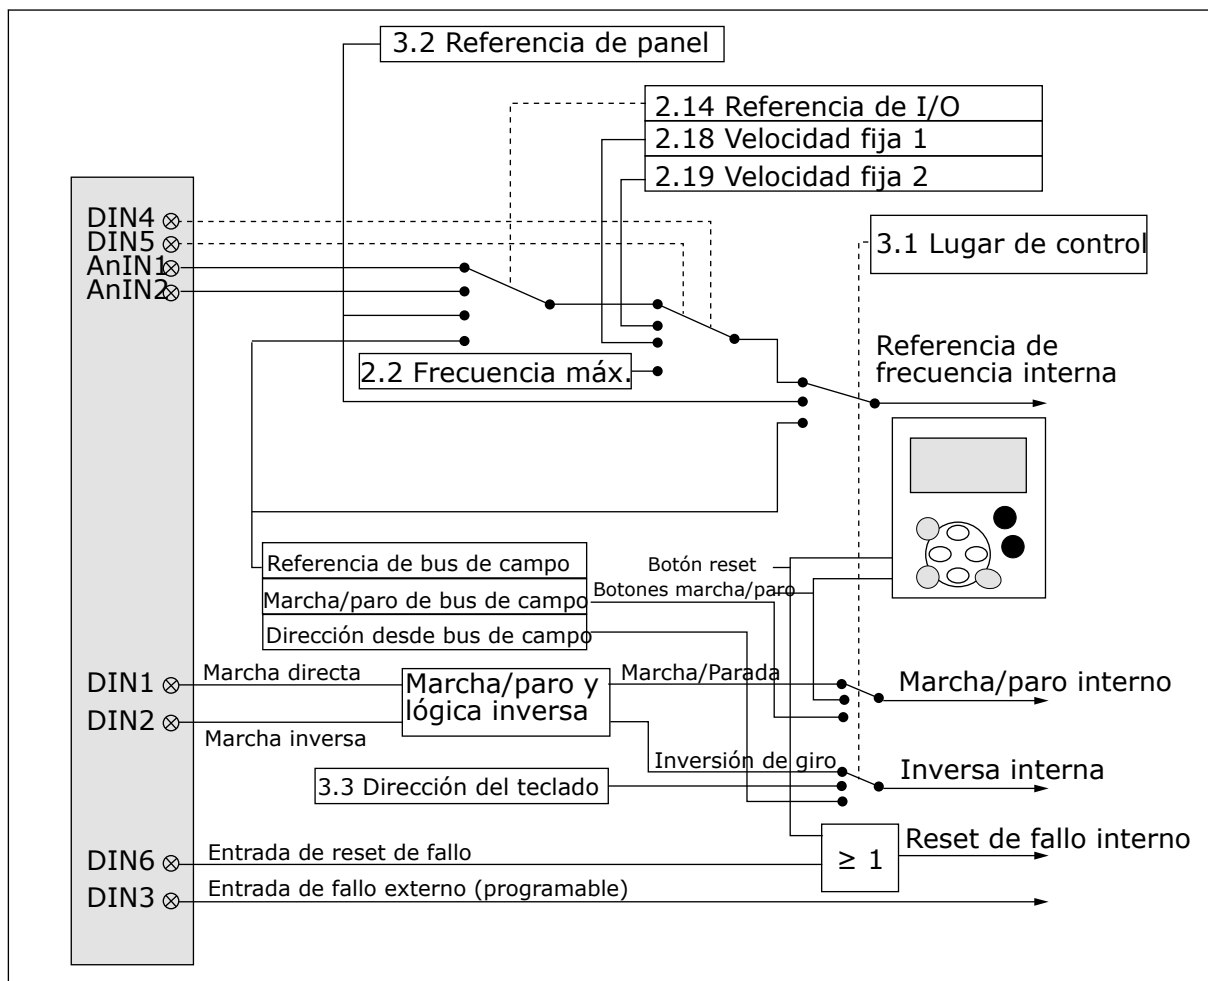 3.2 Referencia de panel
2.14 Referencia de I/O
2.18 Velocidad fija 1
2.19 Velocidad fija 2
DIN4
DIN5
AnIN1
AnIN2
3.1 Lugar de control
2.2 Frecuencia máx.
Referencia de
frecuencia interna
Referencia de bus de campo
Marcha/paro de bus de campo
Dirección desde bus de campo
Botón reset
Botones marcha/paro
DIN1
Marcha directa
DIN2
Marcha inversa
Marcha/paro y
lógica inversa
Marcha/Parada
Marcha/paro interno
Inversión de giro
Inversa interna
3.3 Dirección del teclado
DIN6
Entrada de reset de fallo
≥ 1
Reset de fallo interno
DIN3
Entrada de fallo externo (programable)